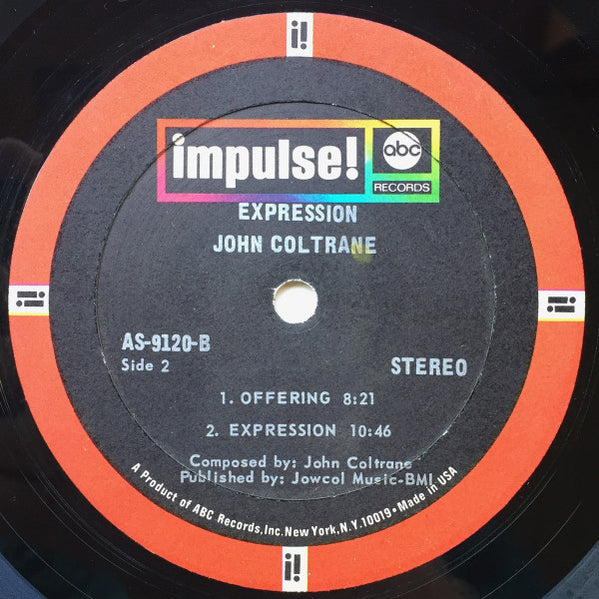 i!
impulse!
abc
RECORDS
EXPRESSION
JOHN COLTRANE
i!
i!
AS-9120-B
Side 2
STEREO
1. OFFERING 8:21
2. EXPRESSION 10:46
Composed by: John Coltrane
Published by: Jowcol Music-BMI
A Product of ABC Records, Inc. New York, N.Y. 10019 • Made in USA
i!